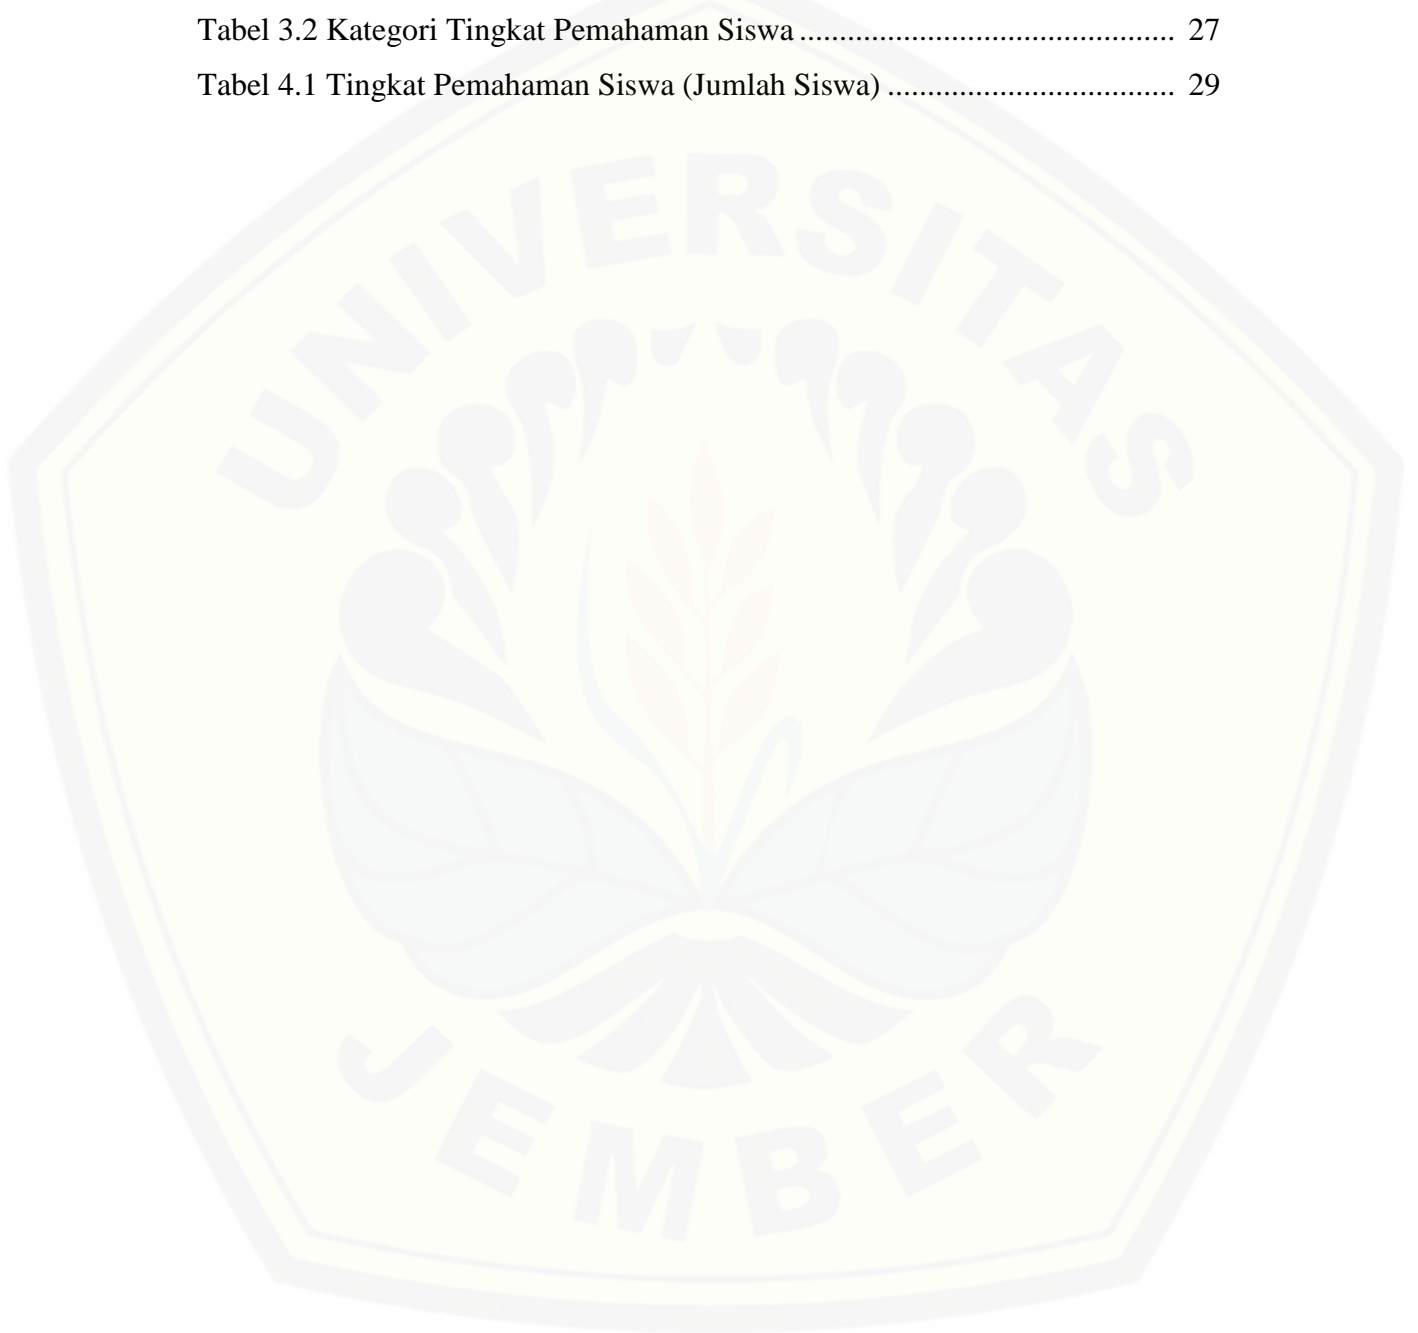 Tabel 3.2 Kategori Tingkat Pemahaman Siswa ............................................... 27
Tabel 4.1 Tingkat Pemahaman Siswa (Jumlah Siswa) .................................... 29
UNIVERSITAS
JEMBER